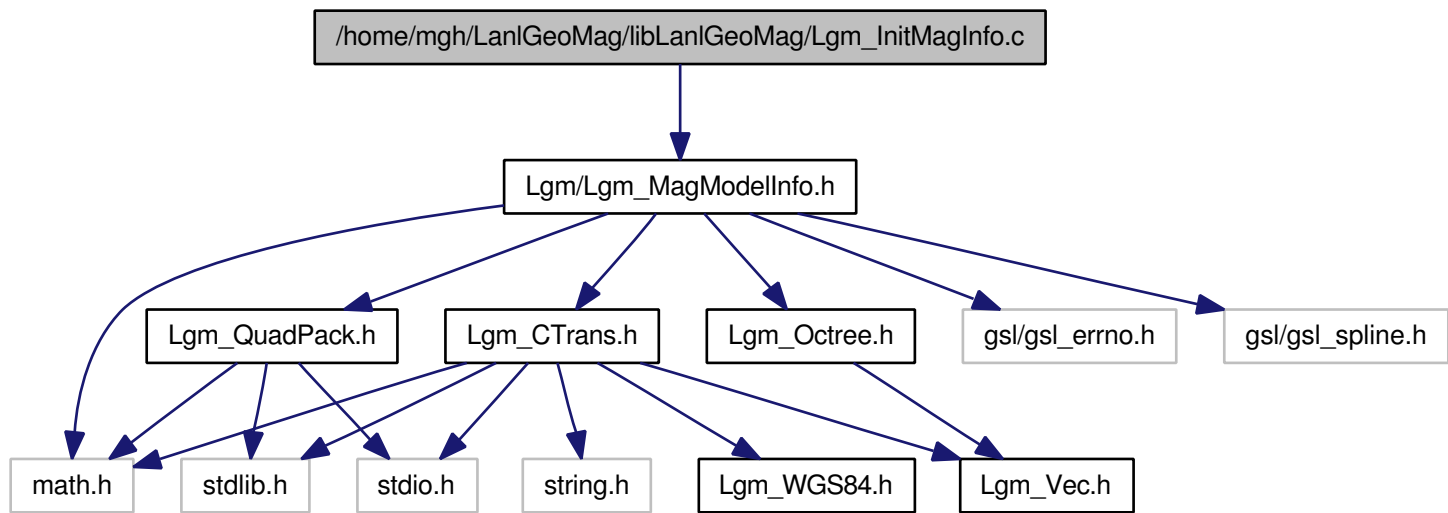 /home/mgh/LanlGeoMag/libLanlGeoMag/Lgm_InitMagInfo.c
Lgm/Lgm_MagModelInfo.h
Lgm_QuadPack.h
Lgm_CTrans.h
Lgm_Octree.h
gsl/gsl_errno.h
gsl/gsl_spline.h
math.h
stdlib.h
stdio.h
string.h
Lgm_WGS84.h
Lgm_Vec.h